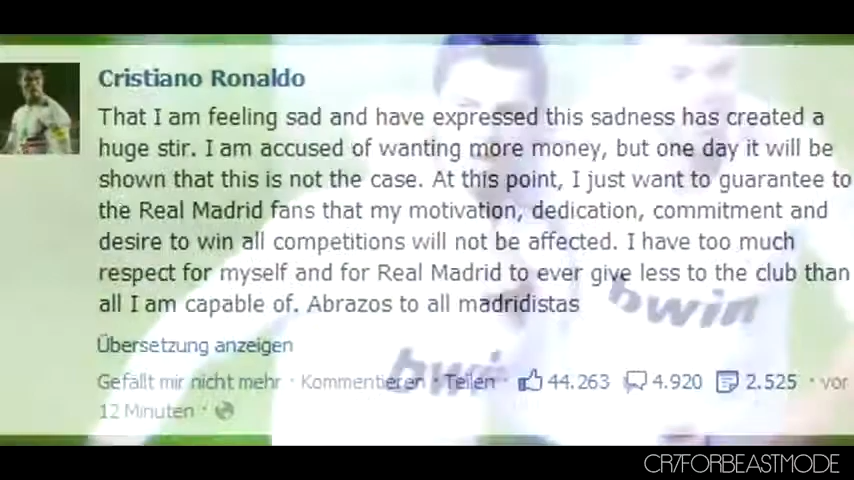 Cristiano Ronaldo
That I am feeling sad and have expressed this sadness has created a
huge stir. I am accused of wanting more money, but one day it will be
shown that this is not the case. At this point, I just want to guarantee to
the Real Madrid fans that my motivation, dedication, commitment and
desire to win all competitions will not be affected. I have too much
respect for myself and for Real Madrid to ever give less to the club than
all I am capable of. Abrazos to all madridistas
bwin
Übersetzung anzeigen
bwin
Gefällt mir nicht mehr · Kommentieren · Teilen · 44.263 4.920 2.525 · vor
12 Minuten ·
CR7FORBEASTMODE